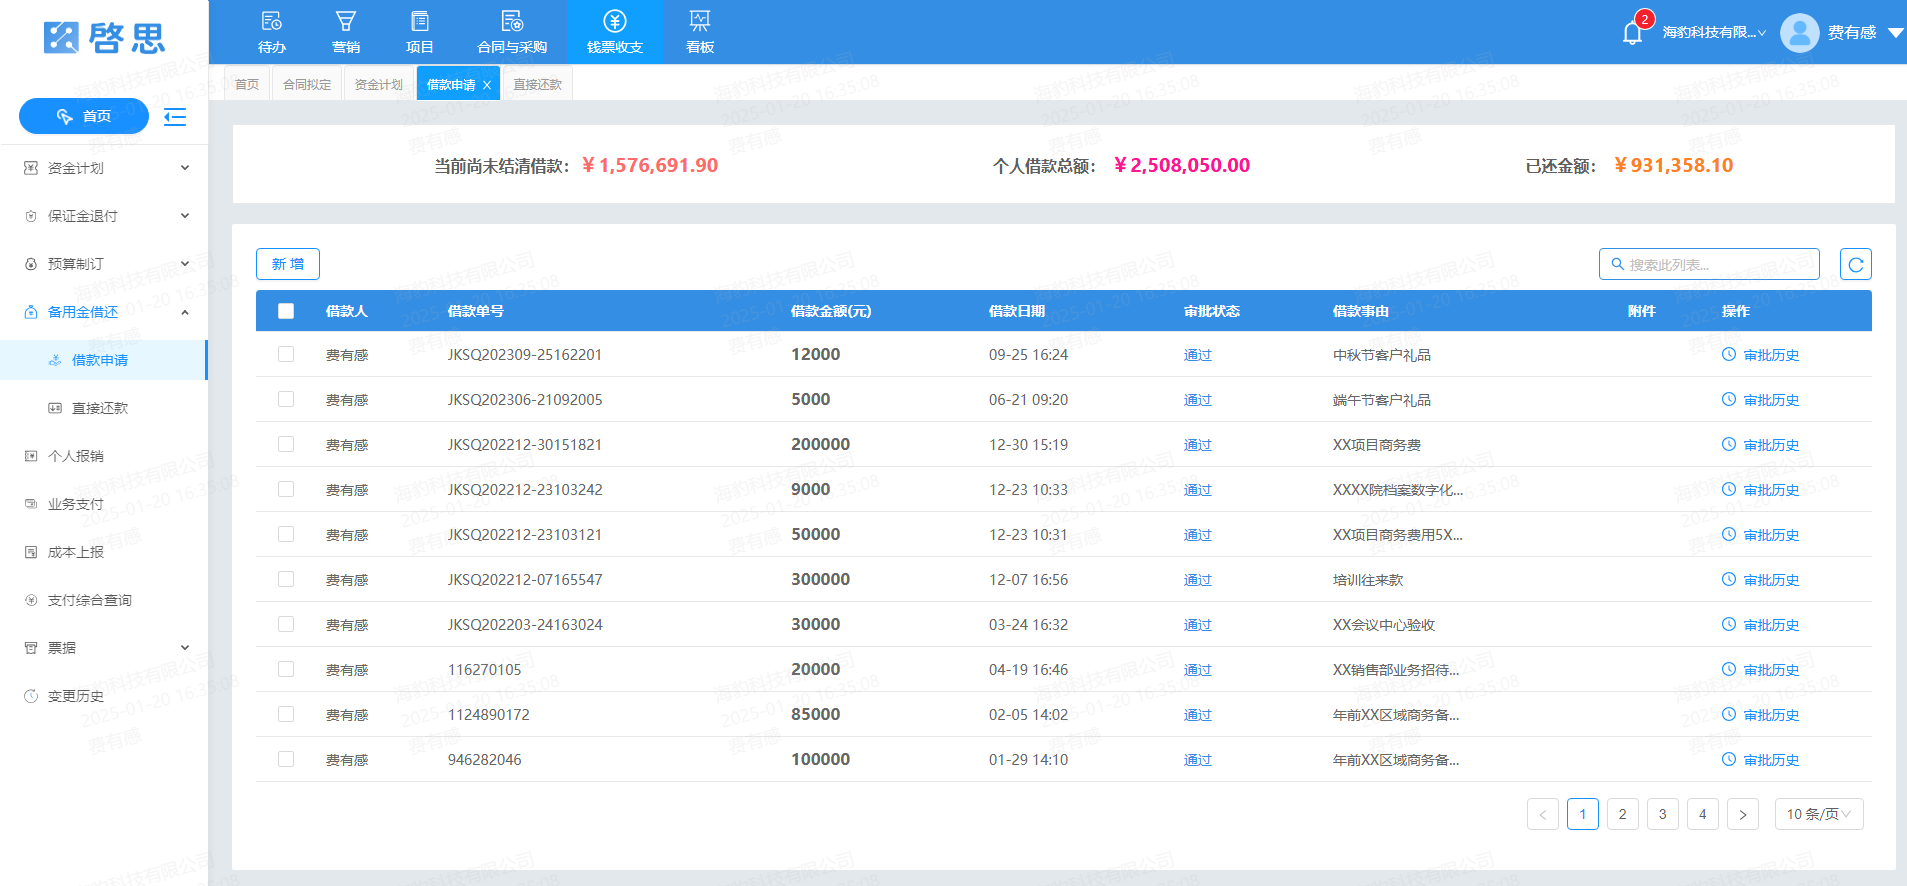 啓思
待办
营销
项目
合同与采购
钱票收支
看板
2
海豹科技有限...
费有感
首页
合同拟定
资金计划
借款申请 X
直接还款
首页
资金计划
保证金退付
预算制订
备用金借还
借款申请
直接还款
个人报销
业务支付
成本上报
支付综合查询
票据
变更历史
当前尚未结清借款: ¥ 1,576,691.90
个人借款总额: ¥ 2,508,050.00
已还金额: ¥ 931,358.10
新 增
搜索此列表...
借款人 借款单号 借款金额(元) 借款日期 审批状态 借款事由 附件 操作
费有感 JKSQ202309-25162201 12000 09-25 16:24 通过 中秋节客户礼品 审批历史
费有感 JKSQ202306-21092005 5000 06-21 09:20 通过 端午节客户礼品 审批历史
费有感 JKSQ202212-30151821 200000 12-30 15:19 通过 XX项目商务费 审批历史
费有感 JKSQ202212-23103242 9000 12-23 10:33 通过 XXXX院档案数字化... 审批历史
费有感 JKSQ202212-23103121 50000 12-23 10:31 通过 XX项目商务费用5X... 审批历史
费有感 JKSQ202212-07165547 300000 12-07 16:56 通过 培训往来款 审批历史
费有感 JKSQ202203-24163024 30000 03-24 16:32 通过 XX会议中心验收 审批历史
费有感 116270105 20000 04-19 16:46 通过 XX销售部业务招待... 审批历史
费有感 1124890172 85000 02-05 14:02 通过 年前XX区域商务备... 审批历史
费有感 946282046 100000 01-29 14:10 通过 年前XX区域商务备... 审批历史
< 1 2 3 4 > 10 条/页
海豹科技有限公司
2025-01-20 16:35:08
费有感